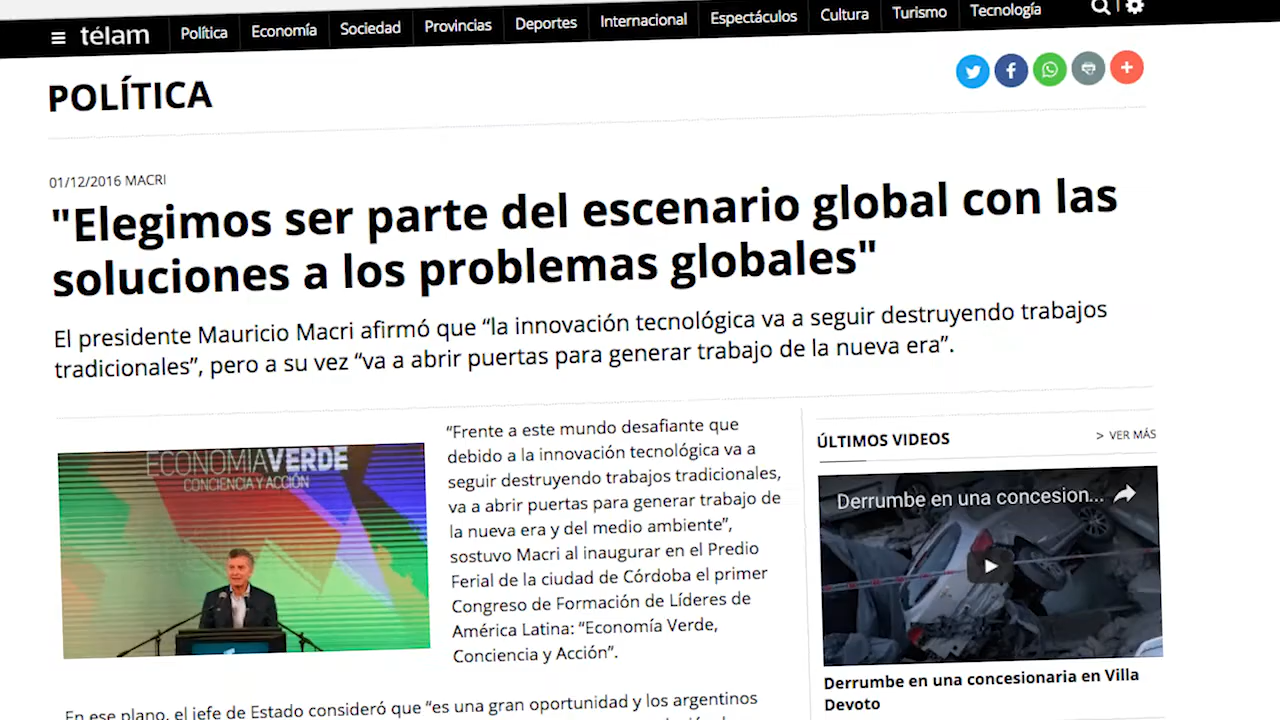 télam
Política
Economía
Sociedad
Provincias
Deportes
Internacional
Espectáculos
Cultura
Turismo
Tecnología
POLÍTICA
01/12/2016 MACRI
"Elegimos ser parte del escenario global con las
soluciones a los problemas globales"
El presidente Mauricio Macri afirmó que “la innovación tecnológica va a seguir destruyendo trabajos
tradicionales”, pero a su vez “va a abrir puertas para generar trabajo de la nueva era”.
ECONOMIAVERDE
CONCIENCIA Y ACCIÓN
“Frente a este mundo desafiante que
debido a la innovación tecnológica va a
seguir destruyendo trabajos tradicionales,
va a abrir puertas para generar trabajo de
la nueva era y del medio ambiente”,
sostuvo Macri al inaugurar en el Predio
Ferial de la ciudad de Córdoba el primer
Congreso de Formación de Líderes de
América Latina: “Economía Verde,
Conciencia y Acción”.
En ese plano, el jefe de Estado consideró que “es una gran oportunidad y los argentinos
ÚLTIMOS VIDEOS
> VER MÁS
Derrumbe en una concesion...
Derrumbe en una concesionaria en Villa
Devoto